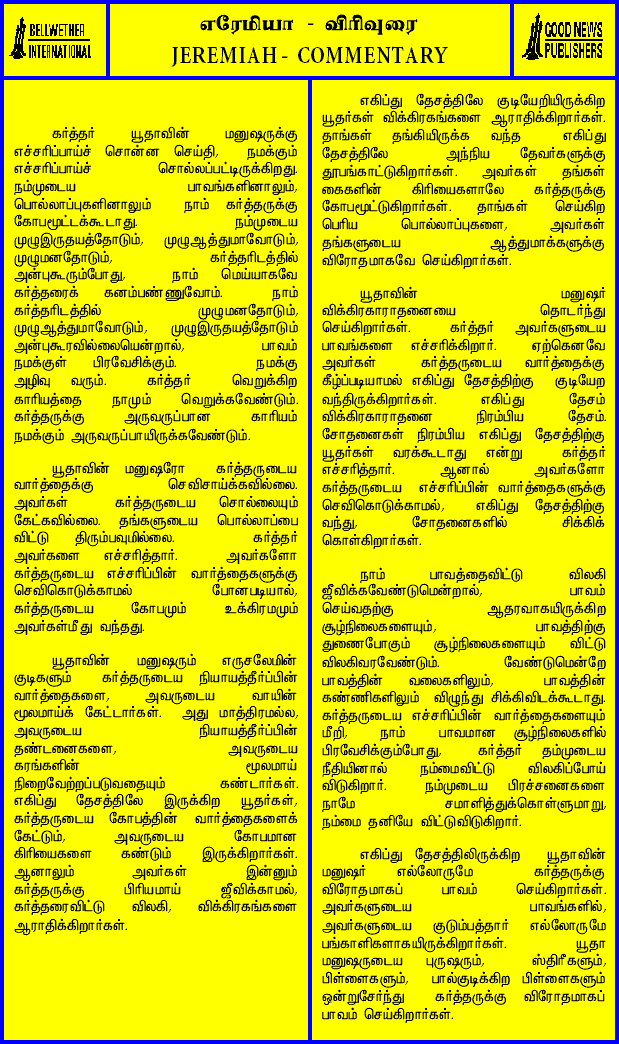 BELLWETHER
INTERNATIONAL
எரேமியா - விரிவுரை
JEREMIAH - COMMENTARY
GOOD NEWS
PUBLISHERS
கர்த்தர் யூதாவின் மனுஷருக்கு
எச்சரிப்பாய்ச் சொன்ன செய்தி, நமக்கும்
எச்சரிப்பாய்ச் சொல்லப்பட்டிருக்கிறது.
நம்முடைய பாவங்களினாலும்,
பொல்லாப்புகளினாலும் நாம் கர்த்தருக்கு
கோபமூட்டக்கூடாது. நம்முடைய
முழுஇருதயத்தோடும், முழுஆத்துமாவோடும்,
முழுமனதோடும், கர்த்தரிடத்தில்
அன்புகூரும்போது, நாம் மெய்யாகவே
கர்த்தரைக் கனம்பண்ணுவோம். நாம்
கர்த்தரிடத்தில் முழுமனதோடும்,
முழுஆத்துமாவோடும், முழுஇருதயத்தோடும்
அன்புகூரவில்லையென்றால், பாவம்
நமக்குள் பிரவேசிக்கும். நமக்கு
அழிவு வரும். கர்த்தர் வெறுக்கிற
காரியத்தை நாமும் வெறுக்கவேண்டும்.
கர்த்தருக்கு அருவருப்பான காரியம்
நமக்கும் அருவருப்பாயிருக்கவேண்டும்.
யூதாவின் மனுஷரோ கர்த்தருடைய
வார்த்தைக்கு செவிசாய்க்கவில்லை.
அவர்கள் கர்த்தருடைய சொல்லையும்
கேட்கவில்லை. தங்களுடைய பொல்லாப்பை
விட்டு திரும்பவுமில்லை. கர்த்தர்
அவர்களை எச்சரித்தார். அவர்களோ
கர்த்தருடைய எச்சரிப்பின் வார்த்தைகளுக்கு
செவிகொடுக்காமல் போனபடியால்,
கர்த்தருடைய கோபமும் உக்கிரமமும்
அவர்கள்மீது வந்தது.
யூதாவின் மனுஷரும் எருசலேமின்
குடிகளும் கர்த்தருடைய நியாயத்தீர்ப்பின்
வார்த்தைகளை, அவருடைய வாயின்
மூலமாய்க் கேட்டார்கள். அது மாத்திரமல்ல,
அவருடைய நியாயத்தீர்ப்பின்
தண்டனைகளை, அவருடைய
கரங்களின் மூலமாய்
நிறைவேற்றப்படுவதையும் கண்டார்கள்.
எகிப்து தேசத்திலே இருக்கிற யூதர்கள்,
கர்த்தருடைய கோபத்தின் வார்த்தைகளைக்
கேட்டும், அவருடைய கோபமான
கிரியைகளை கண்டும் இருக்கிறார்கள்.
ஆனாலும் அவர்கள் இன்னும்
கர்த்தருக்கு பிரியமாய் ஜீவிக்காமல்,
கர்த்தரைவிட்டு விலகி, விக்கிரகங்களை
ஆராதிக்கிறார்கள்.
எகிப்து தேசத்திலே குடியேறியிருக்கிற
யூதர்கள் விக்கிரகங்களை ஆராதிக்கிறார்கள்.
தாங்கள் தங்கியிருக்க வந்த எகிப்து
தேசத்திலே அந்நிய தேவர்களுக்கு
தூபங்காட்டுகிறார்கள். அவர்கள் தங்கள்
கைகளின் கிரியைகளாலே கர்த்தருக்கு
கோபமூட்டுகிறார்கள். தாங்கள் செய்கிற
பெரிய பொல்லாப்புகளை, அவர்கள்
தங்களுடைய ஆத்துமாக்களுக்கு
விரோதமாகவே செய்கிறார்கள்.
யூதாவின் மனுஷர்
விக்கிரகாராதனையை தொடர்ந்து
செய்கிறார்கள். கர்த்தர் அவர்களுடைய
பாவங்களை எச்சரிக்கிறார். ஏற்கெனவே
அவர்கள் கர்த்தருடைய வார்த்தைக்கு
கீழ்ப்படியாமல் எகிப்து தேசத்திற்கு குடியேற
வந்திருக்கிறார்கள். எகிப்து தேசம்
விக்கிரகாராதனை நிரம்பிய தேசம்.
சோதனைகள் நிரம்பிய எகிப்து தேசத்திற்கு
யூதர்கள் வரக்கூடாது என்று கர்த்தர்
எச்சரித்தார். ஆனால் அவர்களோ
கர்த்தருடைய எச்சரிப்பின் வார்த்தைகளுக்கு
செவிகொடுக்காமல், எகிப்து தேசத்திற்கு
வந்து, சோதனைகளில் சிக்கிக்
கொள்கிறார்கள்.
நாம் பாவத்தைவிட்டு விலகி
ஜீவிக்கவேண்டுமென்றால், பாவம்
செய்வதற்கு ஆதரவாகயிருக்கிற
சூழ்நிலைகளையும், பாவத்திற்கு
துணைபோகும் சூழ்நிலைகளையும் விட்டு
விலகிவரவேண்டும். வேண்டுமென்றே
பாவத்தின் வலைகளிலும், பாவத்தின்
கண்ணிகளிலும் விழுந்து சிக்கிவிடக்கூடாது.
கர்த்தருடைய எச்சரிப்பின் வார்த்தைகளையும்
மீறி, நாம் பாவமான சூழ்நிலைகளில்
பிரவேசிக்கும்போது, கர்த்தர் தம்முடைய
நீதியினால் நம்மைவிட்டு விலகிப்போய்
விடுகிறார். நம்முடைய பிரச்சனைகளை
நாமே சமாளித்துக்கொள்ளுமாறு,
நம்மை தனியே விட்டுவிடுகிறார்.
எகிப்து தேசத்திலிருக்கிற யூதாவின்
மனுஷர் எல்லோருமே கர்த்தருக்கு
விரோதமாகப் பாவம் செய்கிறார்கள்.
அவர்களுடைய பாவங்களில்,
அவர்களுடைய குடும்பத்தார் எல்லோருமே
பங்காளிகளாகயிருக்கிறார்கள். யூதா
மனுஷருடைய புருஷரும், ஸ்திரீகளும்,
பிள்ளைகளும், பால்குடிக்கிற பிள்ளைகளும்
ஒன்றுசேர்ந்து கர்த்தருக்கு விரோதமாகப்
பாவம் செய்கிறார்கள்.